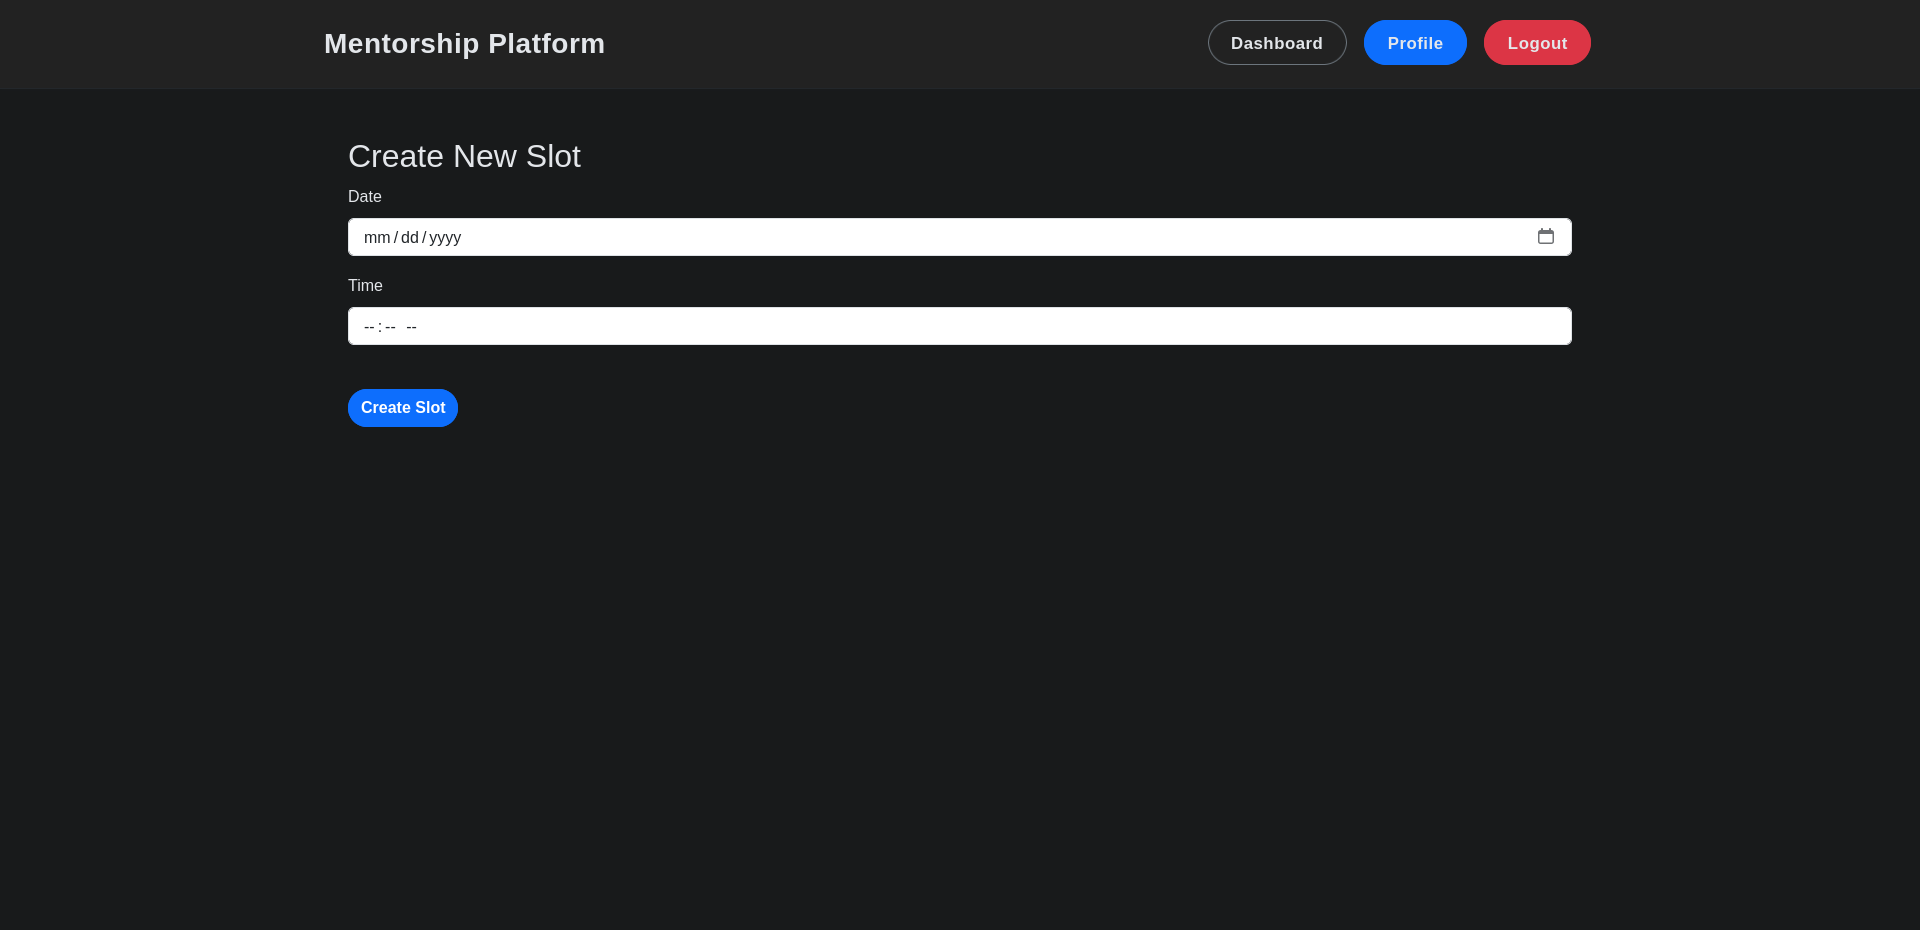 Mentorship Platform
Dashboard
Profile
Logout
Create New Slot
Date
mm/dd/yyyy
Time
--:-- --
Create Slot